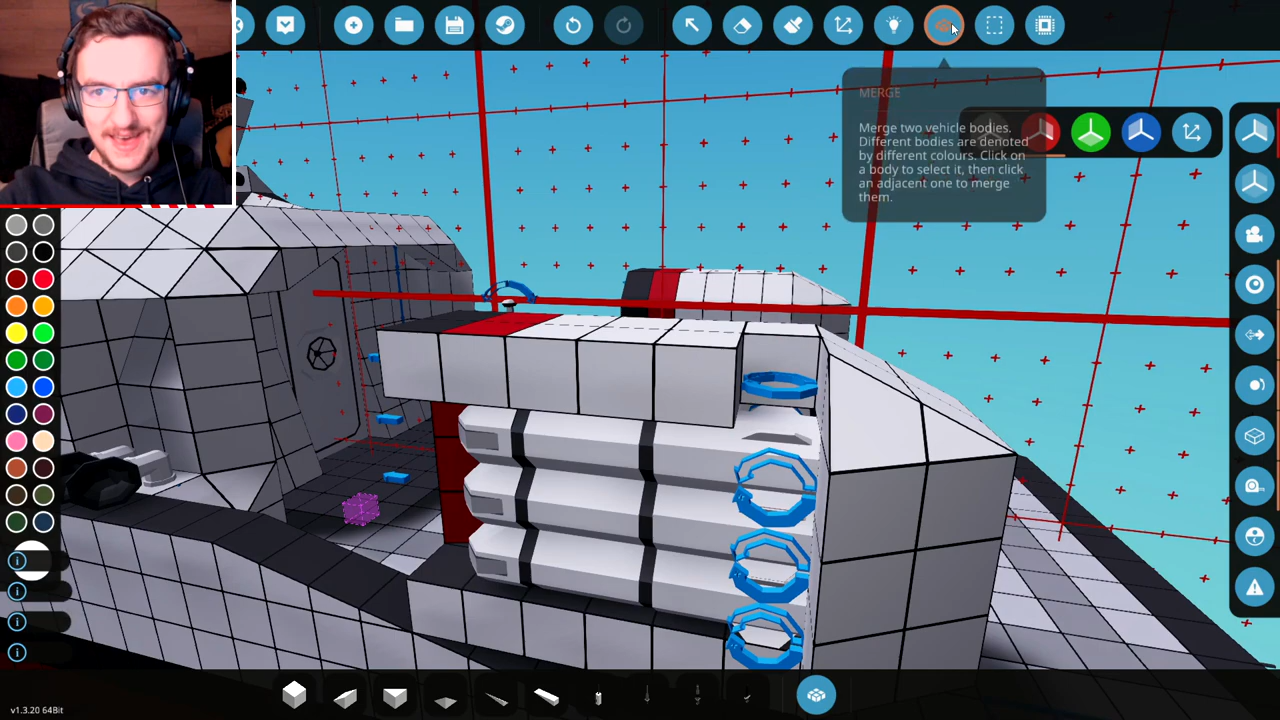 MERGE
Merge two vehicle bodies.
Different bodies are denoted
by different colours. Click on
a body to select it, then click
an adjacent one to merge
them.
v1.3.20 64Bit